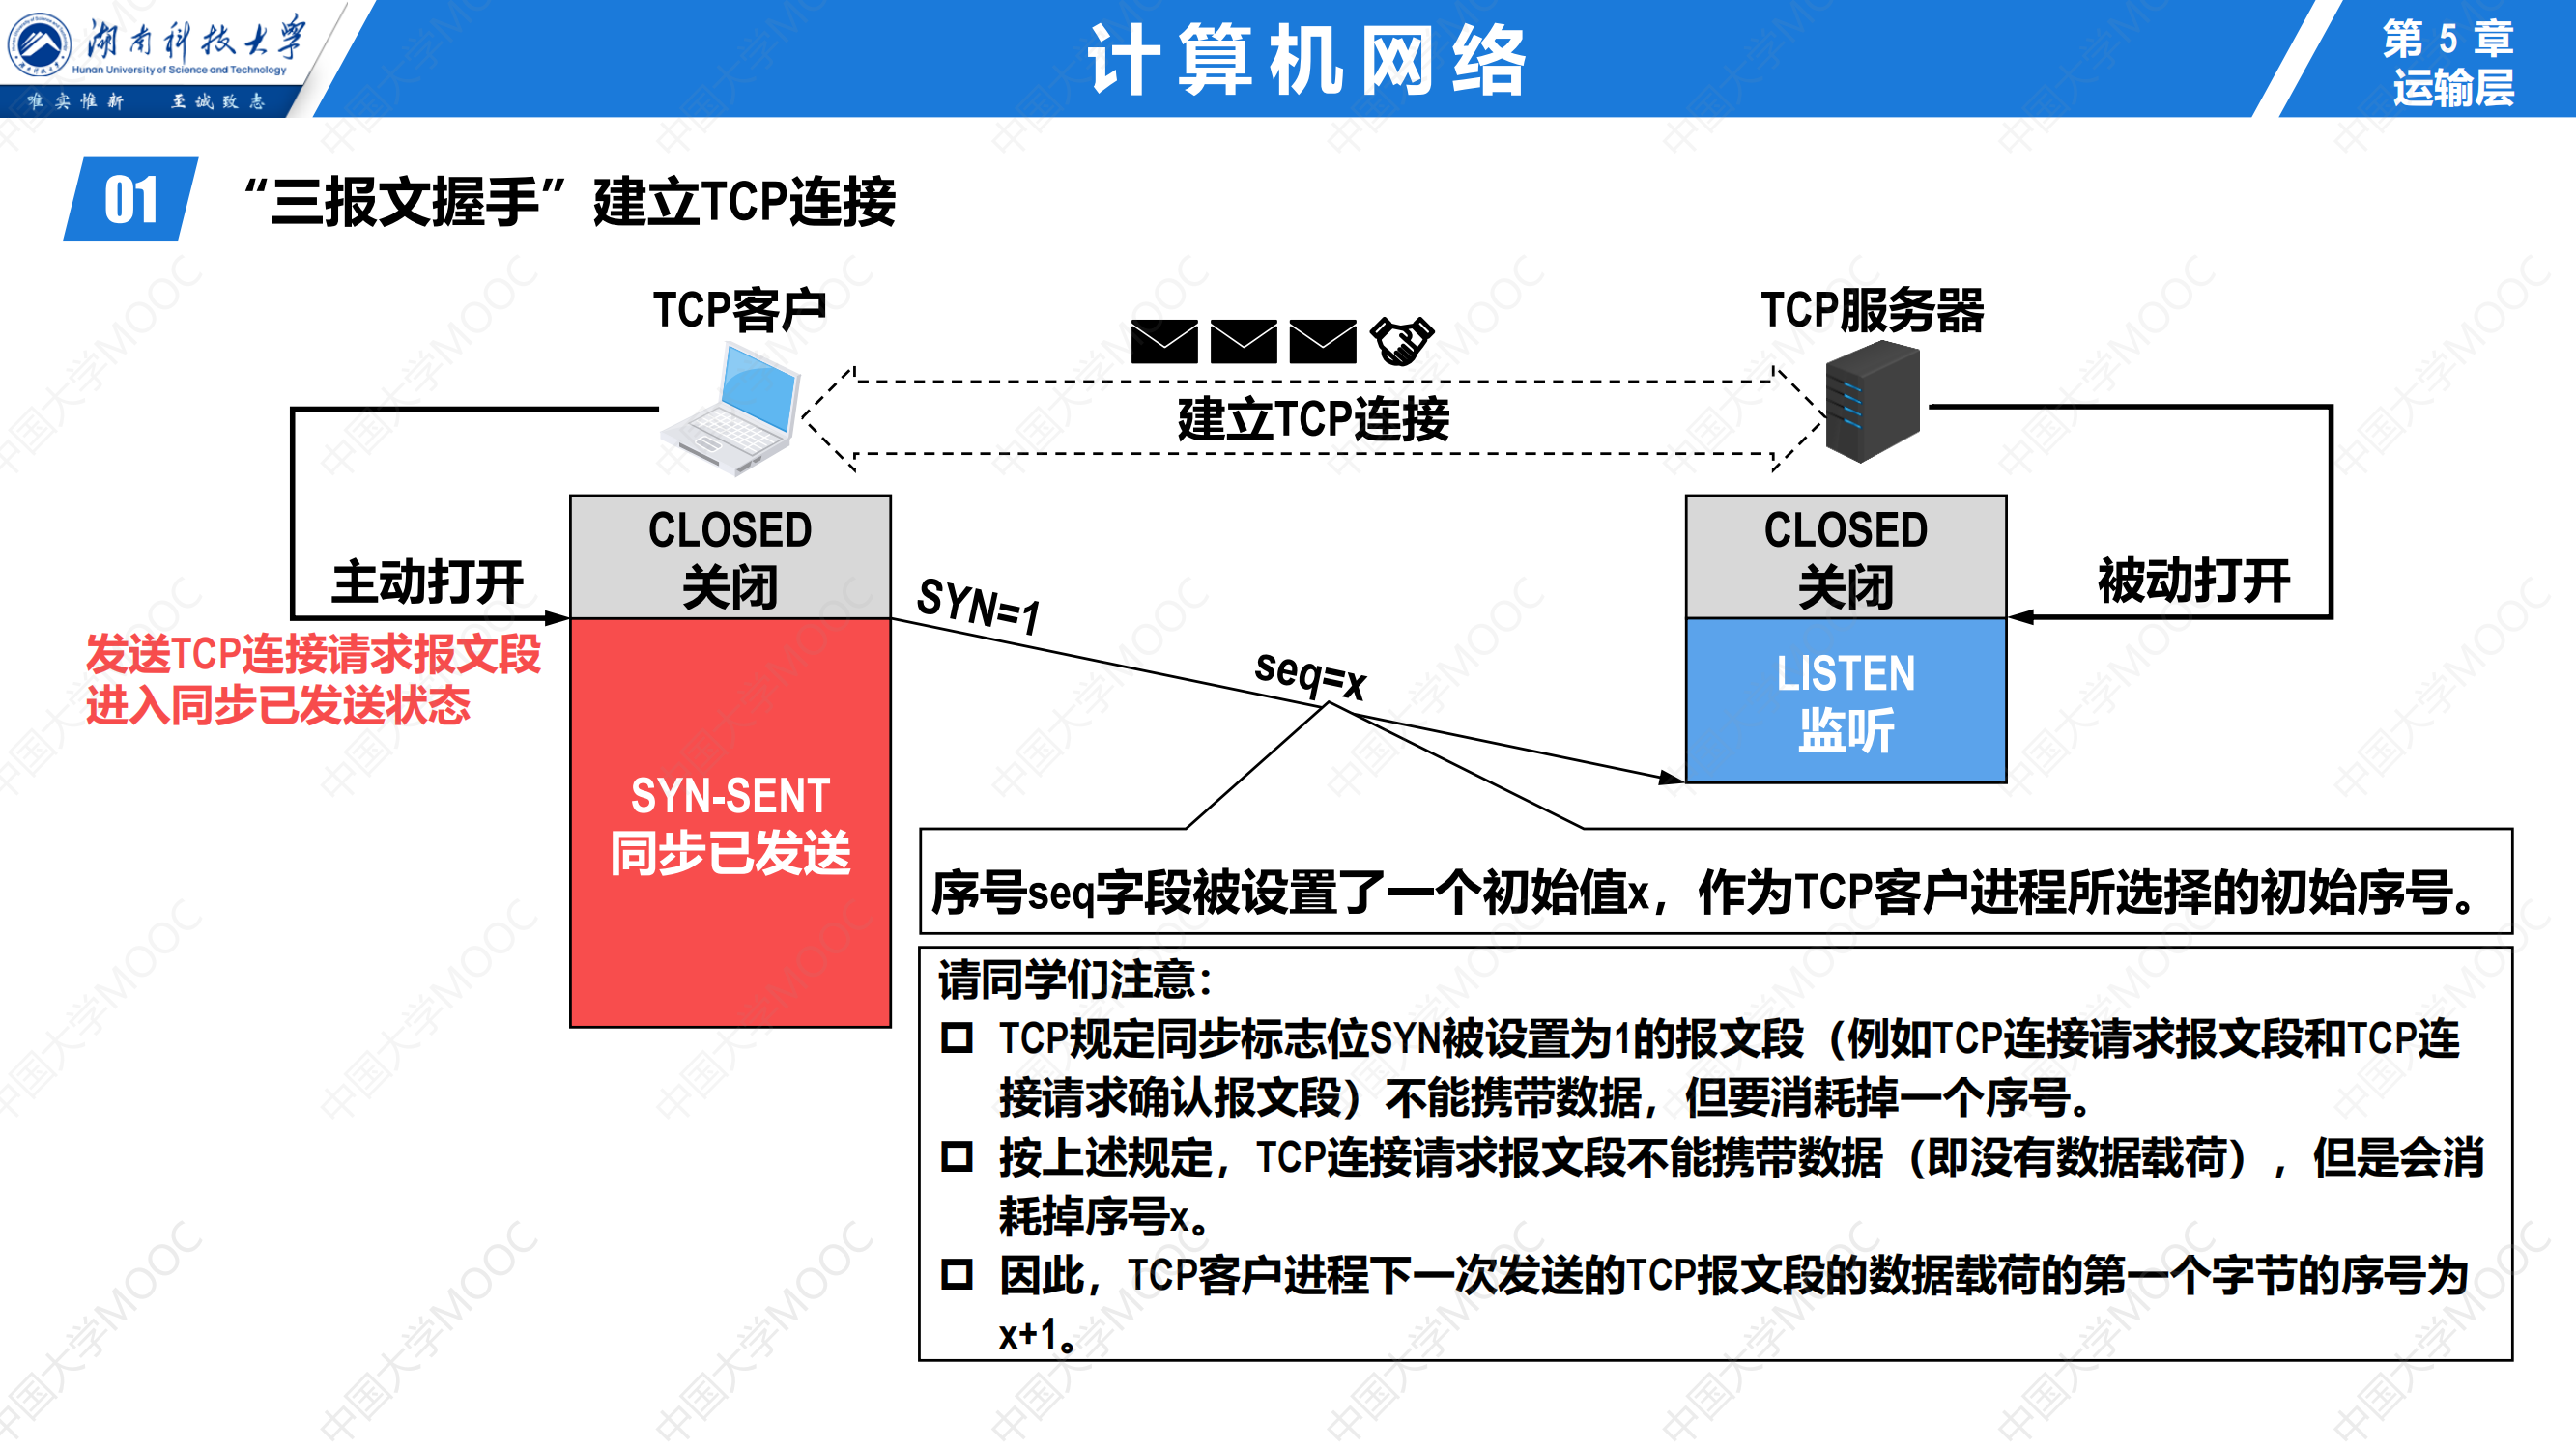 湖南科技大学
Hunan University of Science and Technology
唯实惟新 至诚致志
计算机网络
第 5 章
运输层
01 “三报文握手”建立TCP连接
TCP客户
TCP服务器
建立TCP连接
CLOSED
关闭
CLOSED
关闭
主动打开
被动打开
SYN=1
seq=x
发送TCP连接请求报文段
进入同步已发送状态
LISTEN
监听
SYN-SENT
同步已发送
序号seq字段被设置了一个初始值x，作为TCP客户进程所选择的初始序号。
请同学们注意：
TCP规定同步标志位SYN被设置为1的报文段（例如TCP连接请求报文段和TCP连
接请求确认报文段）不能携带数据，但要消耗掉一个序号。
按上述规定，TCP连接请求报文段不能携带数据（即没有数据载荷），但是会消
耗掉序号x。
因此，TCP客户进程下一次发送的TCP报文段的数据载荷的第一个字节的序号为
x+1。
中国大学MOOC